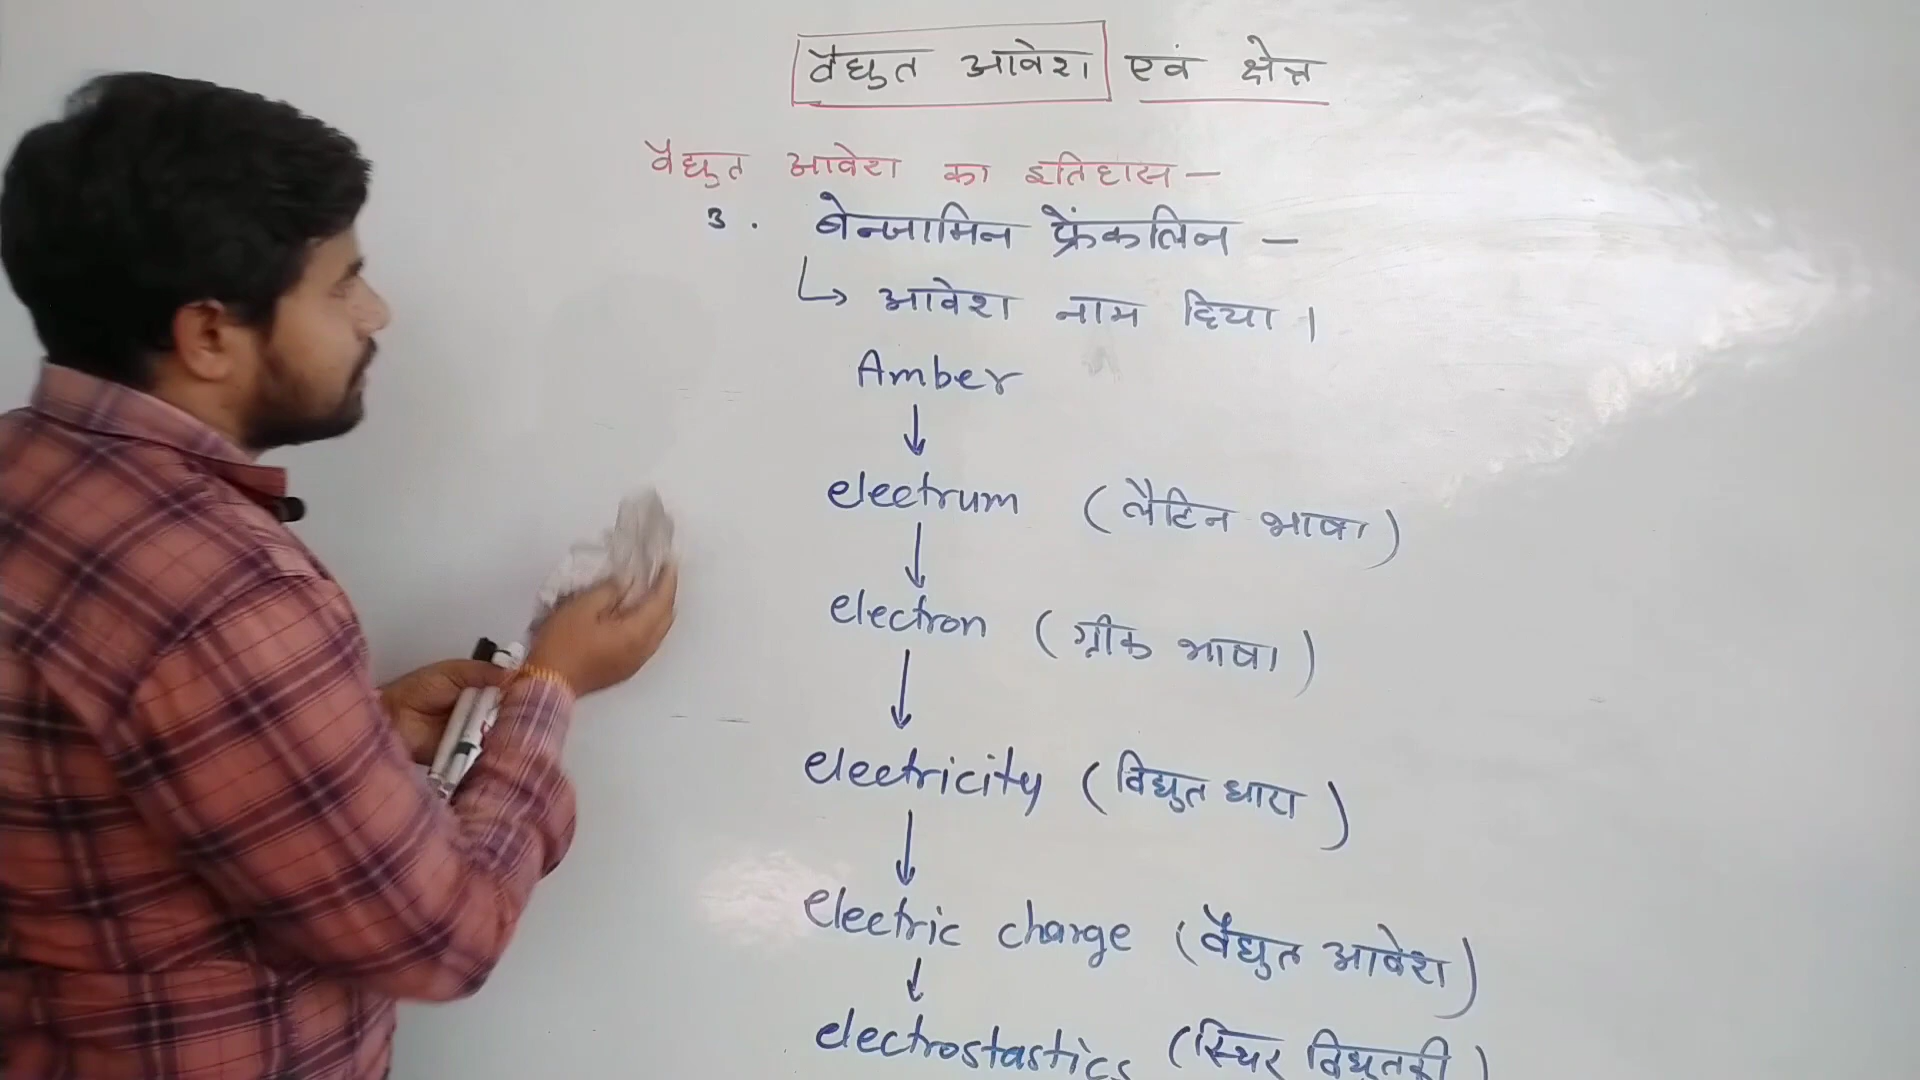 वैद्युत आवेश एवं क्षेत्र
वैद्युत आवेश का इतिहास –
3. बेन्जामिन फ्रेंकलिन –
↳ आवेश नाम दिया।
Amber
↓
electrum (लैटिन भाषा)
↓
electron (ग्रीक भाषा)
↓
electricity (विद्युत धारा)
↓
electric charge (वैद्युत आवेश)
↓
electrostastics (स्थिर विद्युतकी)